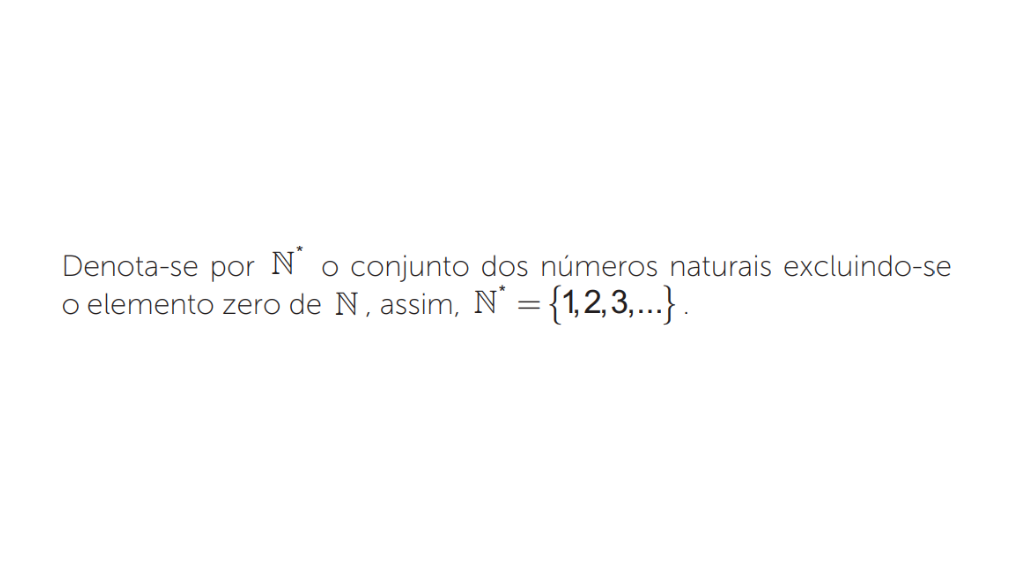 Denota-se por ℕ* o conjunto dos números naturais excluindo-se
o elemento zero de ℕ, assim, ℕ* = {1,2,3,...}.